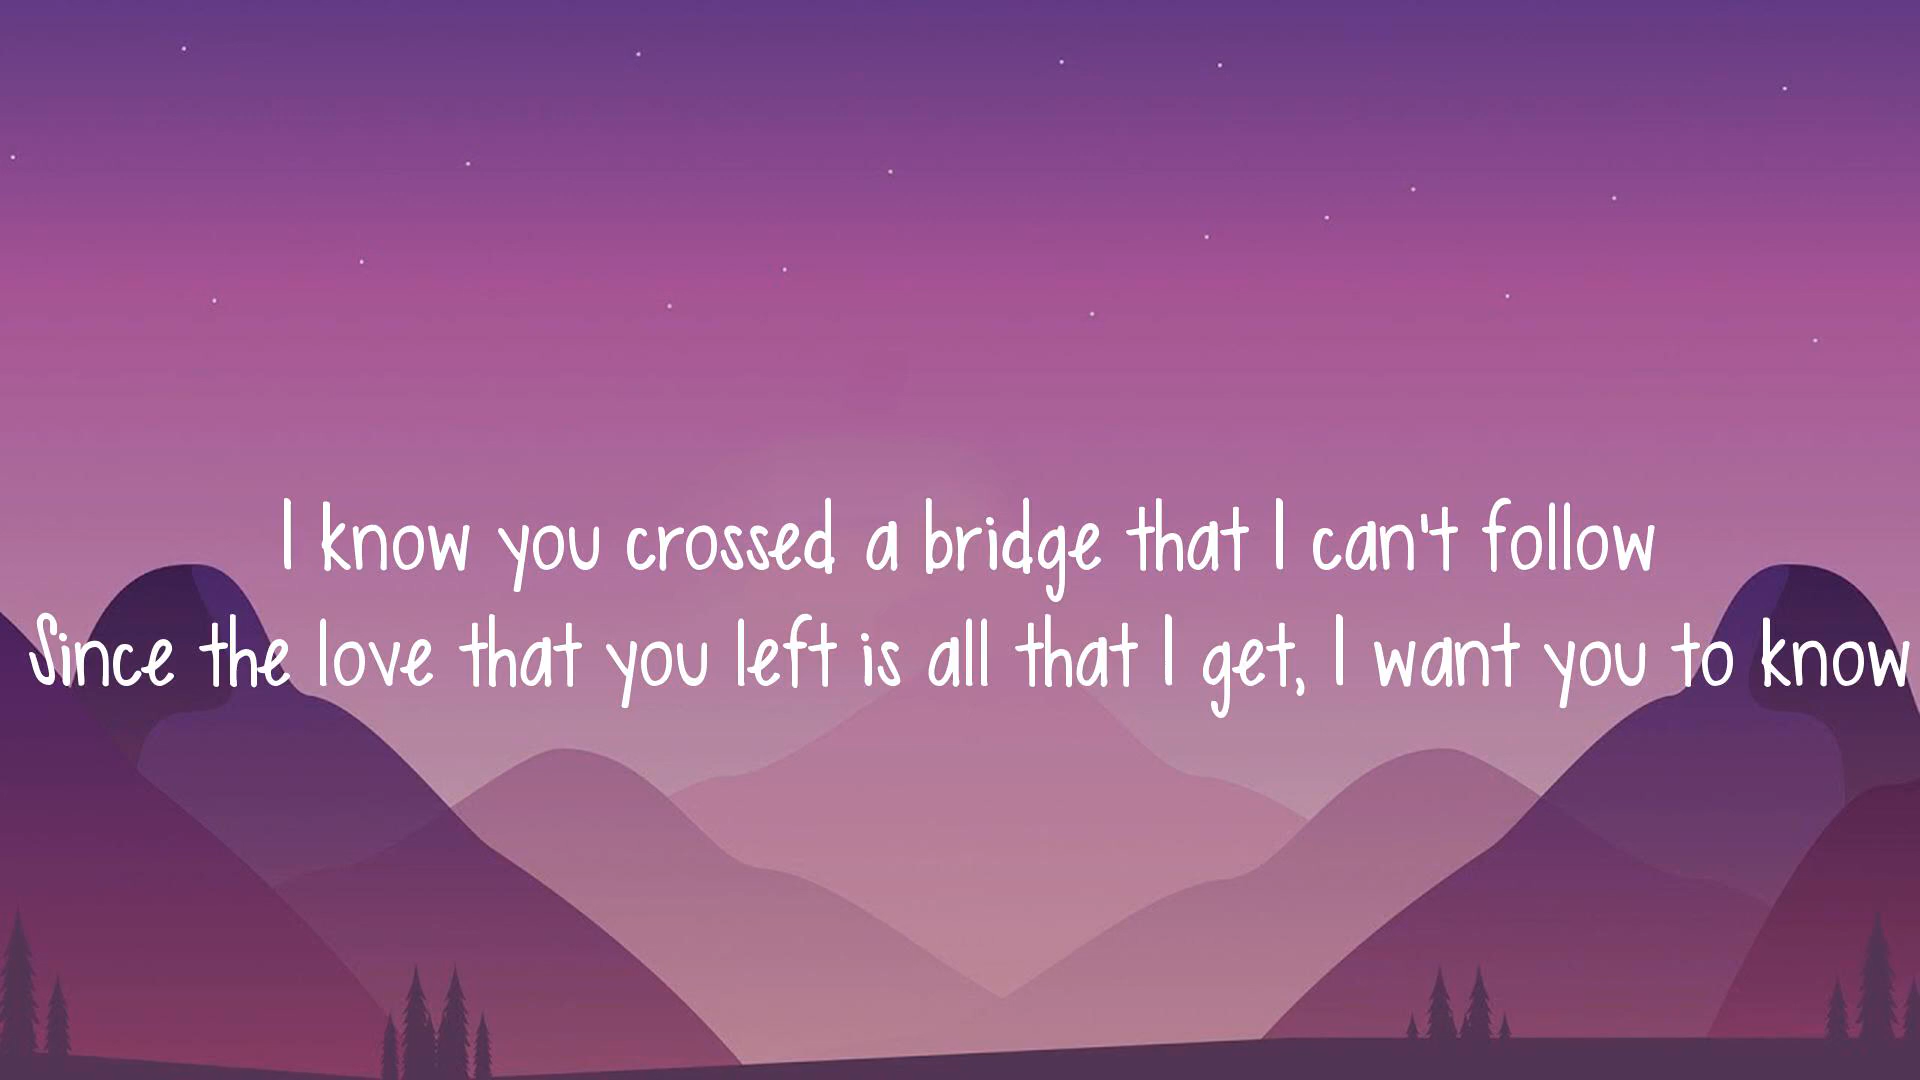 I know you crossed a bridge that I can't follow
Since the love that you left is all that I get, I want you to know